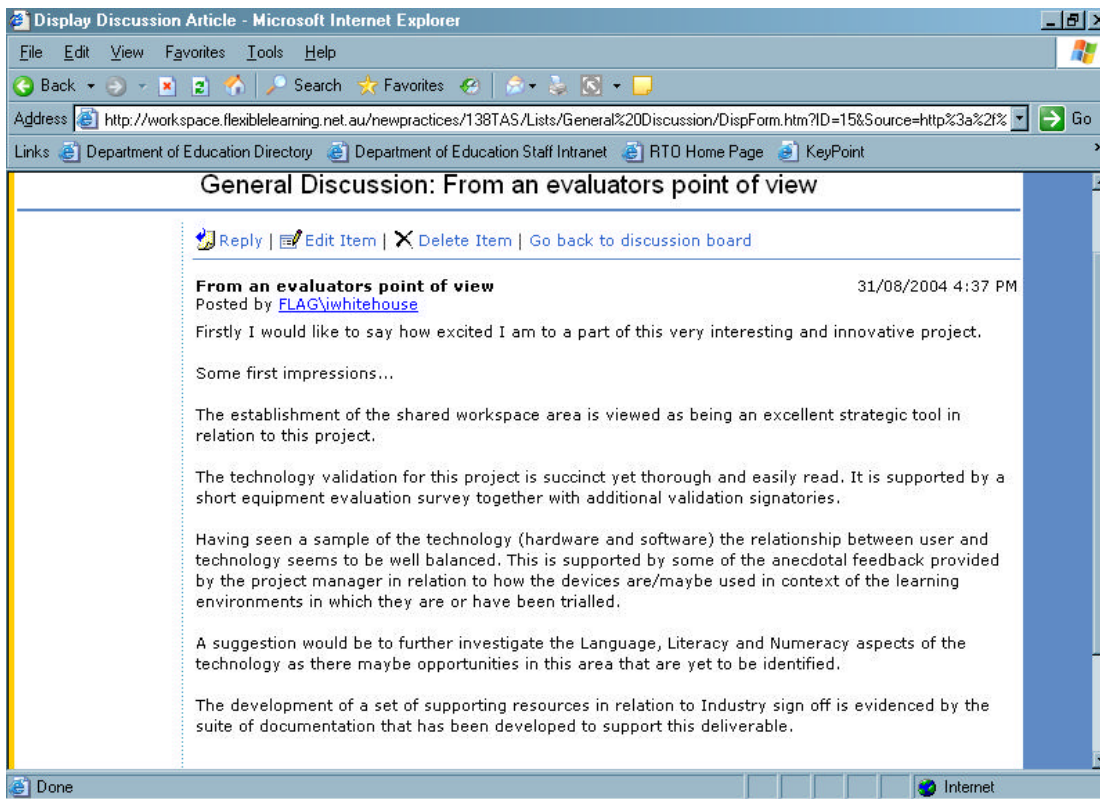 Display Discussion Article - Microsoft Internet Explorer
File Edit View Favorites Tools Help
Back Search Favorites
Address http://workspace.flexiblelearning.net.au/newpractices/138TAS/Lists/General%20Discussion/DispForm.htm?ID=15&Source=http%3a%2f% Go
Links Department of Education Directory Department of Education Staff Intranet RTO Home Page KeyPoint
General Discussion: From an evaluators point of view
Reply | Edit Item | Delete Item | Go back to discussion board
From an evaluators point of view 31/08/2004 4:37 PM
Posted by FLAG\iwhitehouse
Firstly I would like to say how excited I am to a part of this very interesting and innovative project.
Some first impressions...
The establishment of the shared workspace area is viewed as being an excellent strategic tool in
relation to this project.
The technology validation for this project is succinct yet thorough and easily read. It is supported by a
short equipment evaluation survey together with additional validation signatories.
Having seen a sample of the technology (hardware and software) the relationship between user and
technology seems to be well balanced. This is supported by some of the anecdotal feedback provided
by the project manager in relation to how the devices are/maybe used in context of the learning
environments in which they are or have been trialled.
A suggestion would be to further investigate the Language, Literacy and Numeracy aspects of the
technology as there maybe opportunities in this area that are yet to be identified.
The development of a set of supporting resources in relation to Industry sign off is evidenced by the
suite of documentation that has been developed to support this deliverable.
Done Internet